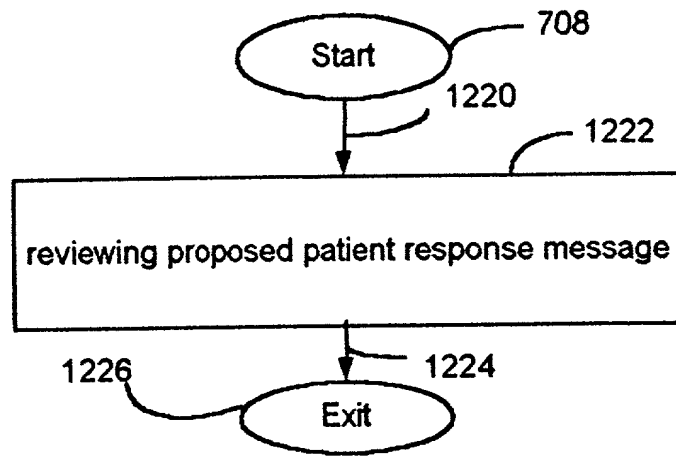 708
Start
1220
1222
reviewing proposed patient response message
1224
1226
Exit